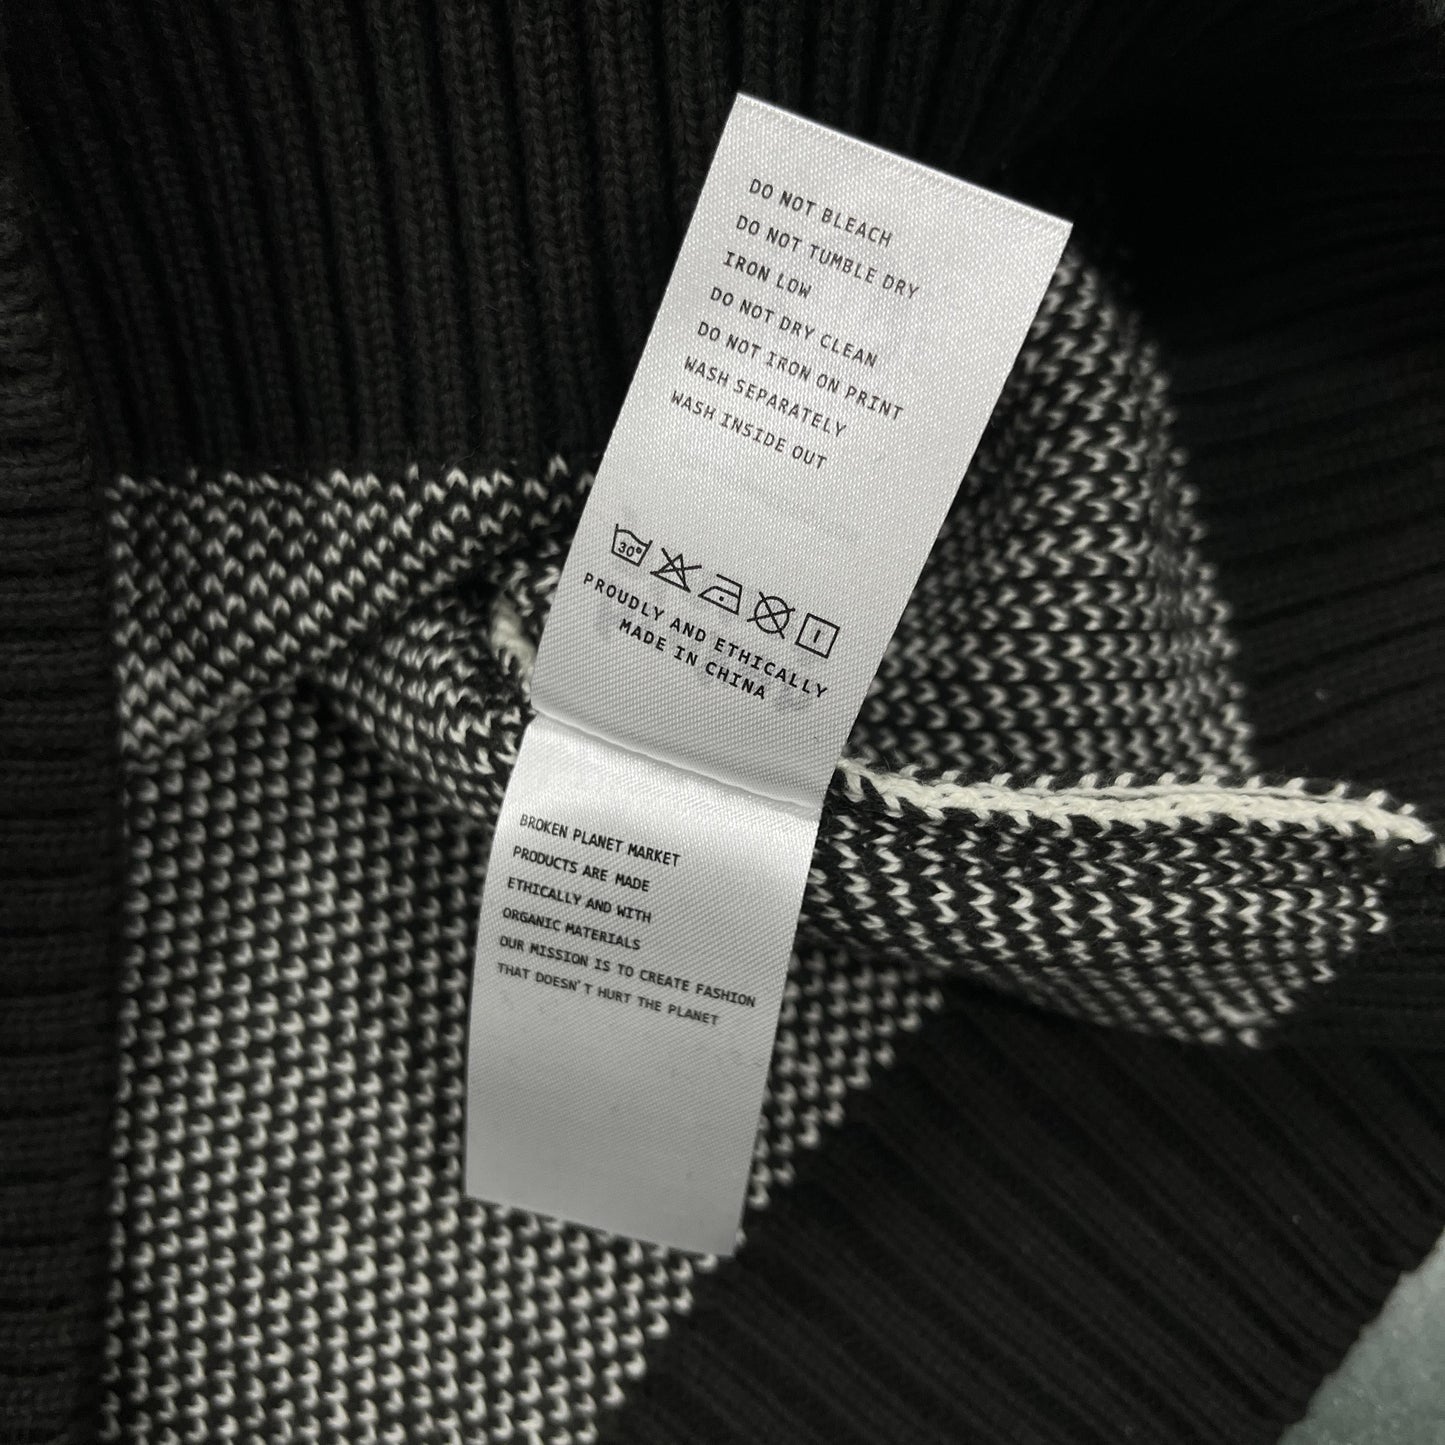 DO NOT BLEACH
DO NOT TUMBLE DRY
IRON LOW
DO NOT DRY CLEAN
DO NOT IRON ON PRINT
WASH SEPARATELY
WASH INSIDE OUT
30°
PROUDLY AND ETHICALLY
MADE IN CHINA
BROKEN PLANET MARKET
PRODUCTS ARE MADE
ETHICALLY AND WITH
ORGANIC MATERIALS
OUR MISSION IS TO CREATE FASHION
THAT DOESN'T HURT THE PLANET